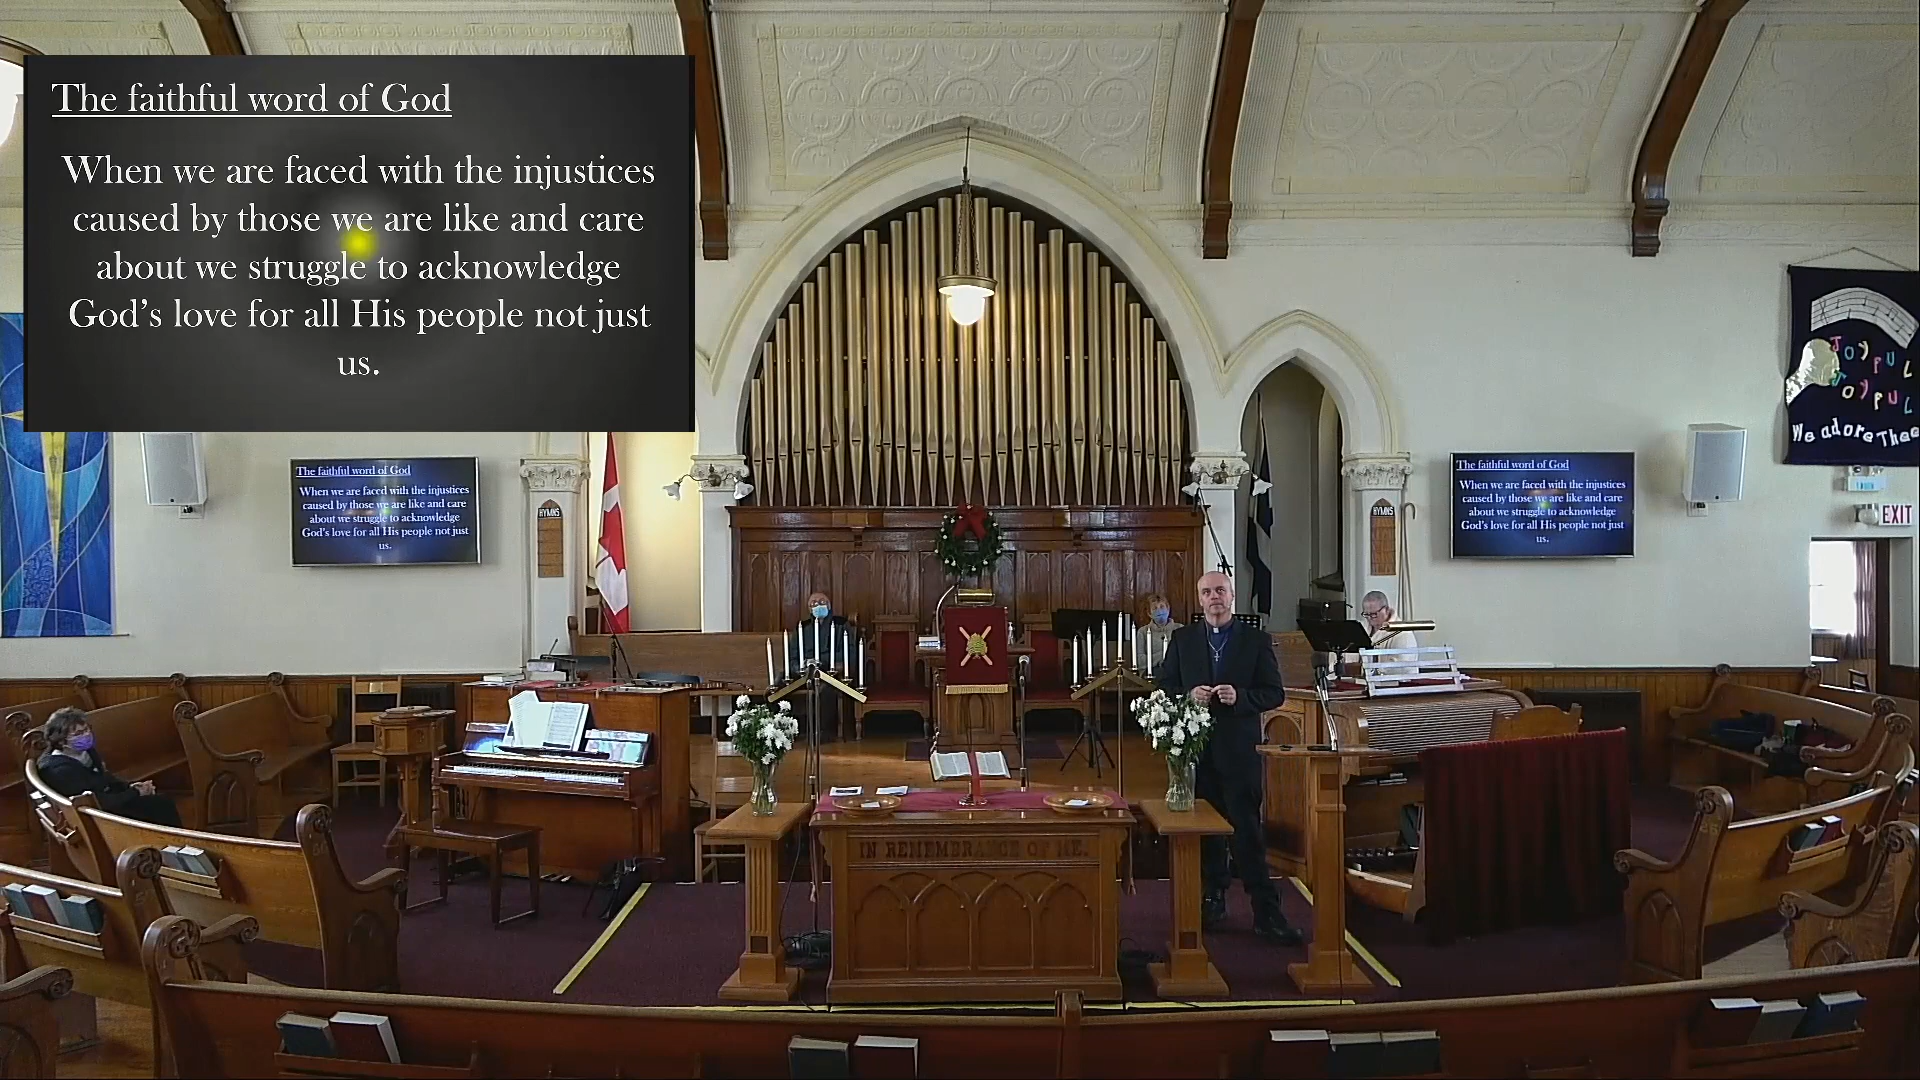 The faithful word of God
When we are faced with the injustices
caused by those we are like and care
about we struggle to acknowledge
God's love for all His people not just
us.
The faithful word of God
When we are faced with the injustices
caused by those we are like and care
about we struggle to acknowledge
God's love for all His people not just
us.
HYMNS
HYMNS
The faithful word of God
When we are faced with the injustices
caused by those we are like and care
about we struggle to acknowledge
God's love for all His people not just
us.
JOYFUL
JOYFUL
We adore Thee
EXIT
IN REMEMBRANCE OF ME.